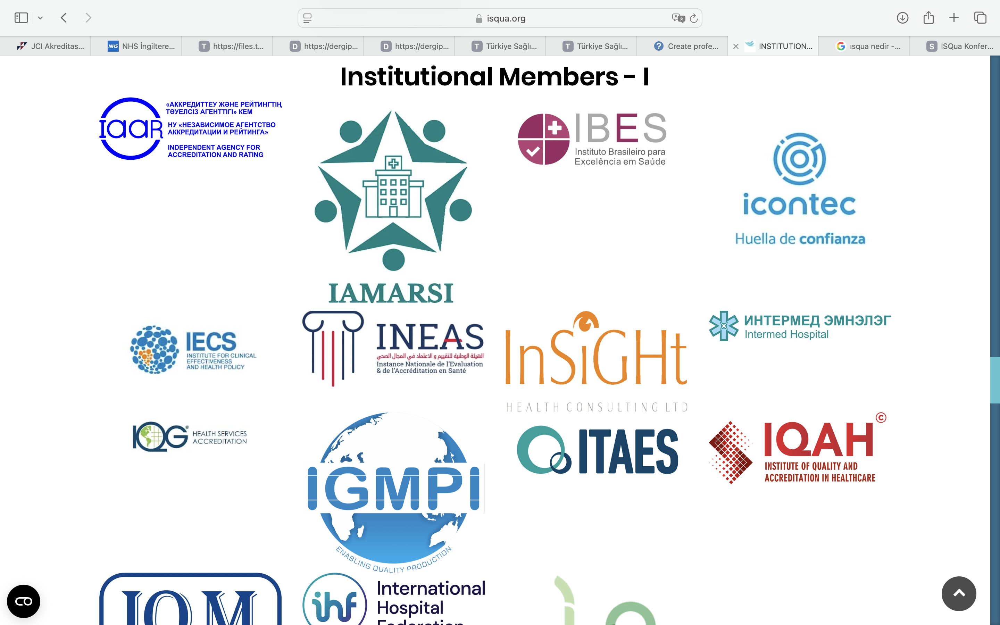 isqua.org
JCI Akreditas...
NHS
NHS İngiltere...
T
https://files.t...
D
https://dergip...
D
https://dergip...
T
Türkiye Sağlı...
T
Türkiye Sağlı...
?
Create profe...
INSTITUTION...
G
ısqua nedir -...
S
ISQua Konfer...
Institutional Members - I
IaaR
«АККРЕДИТТЕУ ЖӘНЕ РЕЙТИНГТІҢ
ТӘУЕЛСІЗ АГЕНТТІГІ» КЕМ
НУ «НЕЗАВИСИМОЕ АГЕНТСТВО
АККРЕДИТАЦИИ И РЕЙТИНГА»
INDEPENDENT AGENCY FOR
ACCREDITATION AND RATING
IAMARSI
IBES
Instituto Brasileiro para
Excelência em Saúde
icontec
Huella de confianza
IECS
INSTITUTE FOR CLINICAL
EFFECTIVENESS
AND HEALTH POLICY
INEAS
الهيئة الوطنية للتقييم و الاعتماد في المجال الصحي
Instance Nationale de l'Evaluation
& de l'Accréditation en Santé
InSiGHt
HEALTH CONSULTING LTD
ИНТЕРМЕД ЭМНЭЛЭГ
Intermed Hospital
IQG®
HEALTH SERVICES
ACCREDITATION
IGMPI
ENABLING QUALITY PRODUCTION
ITAES
IQAH©
INSTITUTE OF QUALITY AND
ACCREDITATION IN HEALTHCARE
ihf
International
Hospital
Federation